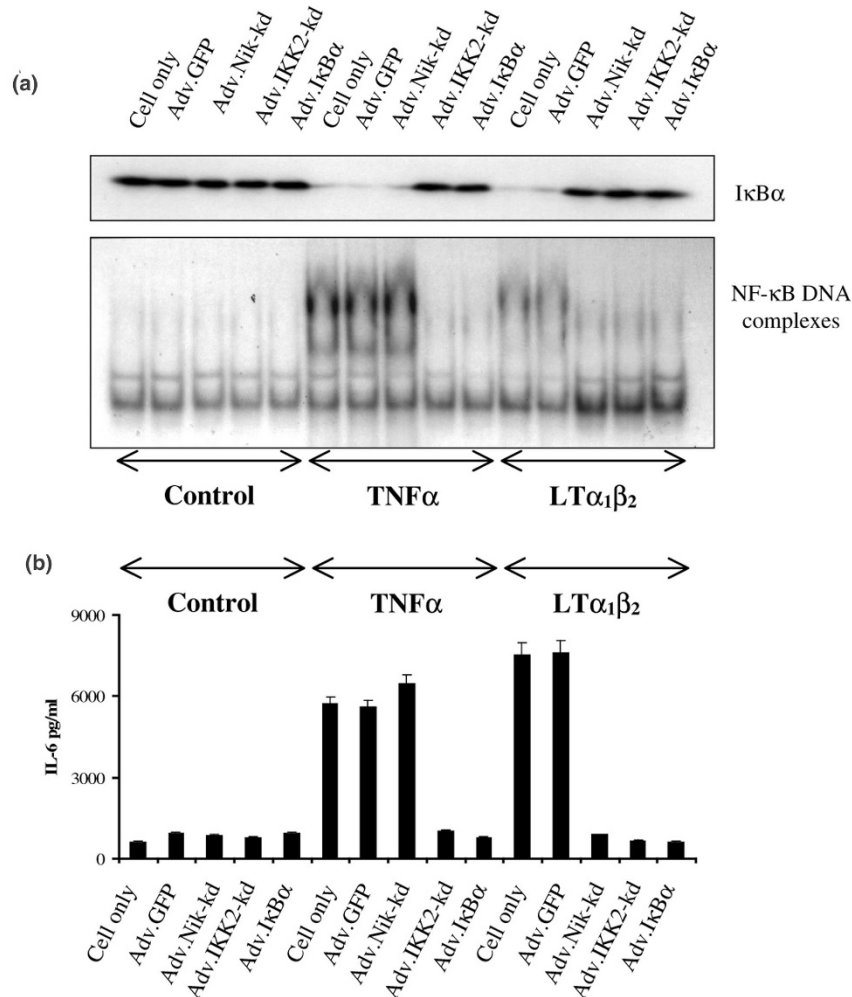 (a)
Cell only
Adv.GFP
Adv.Nik-kd
Adv.IKK2-kd
Adv.IκBα
Cell only
Adv.GFP
Adv.Nik-kd
Adv.IKK2-kd
Adv.IκBα
Cell only
Adv.GFP
Adv.Nik-kd
Adv.IKK2-kd
Adv.IκBα
IκBα
NF-κB DNA
complexes
Control
TNFα
LTα₁β₂
(b)
Control
TNFα
LTα₁β₂
IL-6 pg/ml
9000
6000
3000
0
Cell only
Adv.GFP
Adv.Nik-kd
Adv.IKK2-kd
Adv.IκBα
Cell only
Adv.GFP
Adv.Nik-kd
Adv.IKK2-kd
Adv.IκBα
Cell only
Adv.GFP
Adv.Nik-kd
Adv.IKK2-kd
Adv.IκBα